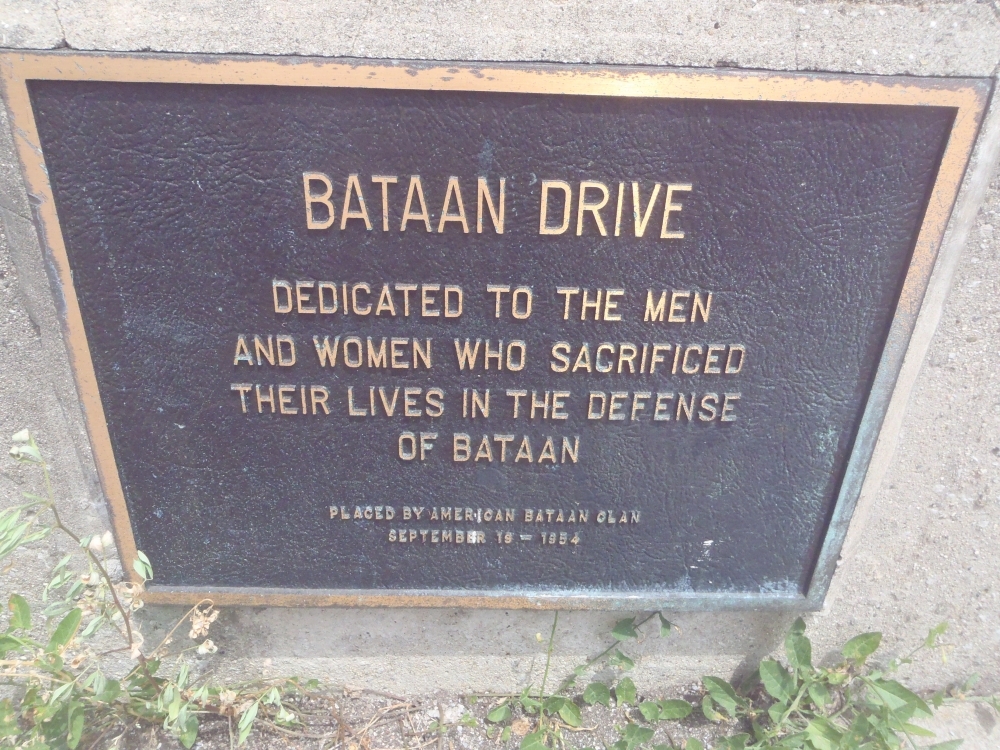 BATAAN DRIVE
DEDICATED TO THE MEN
AND WOMEN WHO SACRIFICED
THEIR LIVES IN THE DEFENSE
OF BATAAN
PLACED BY AMERICAN BATAAN CLAN
SEPTEMBER 19 - 1954